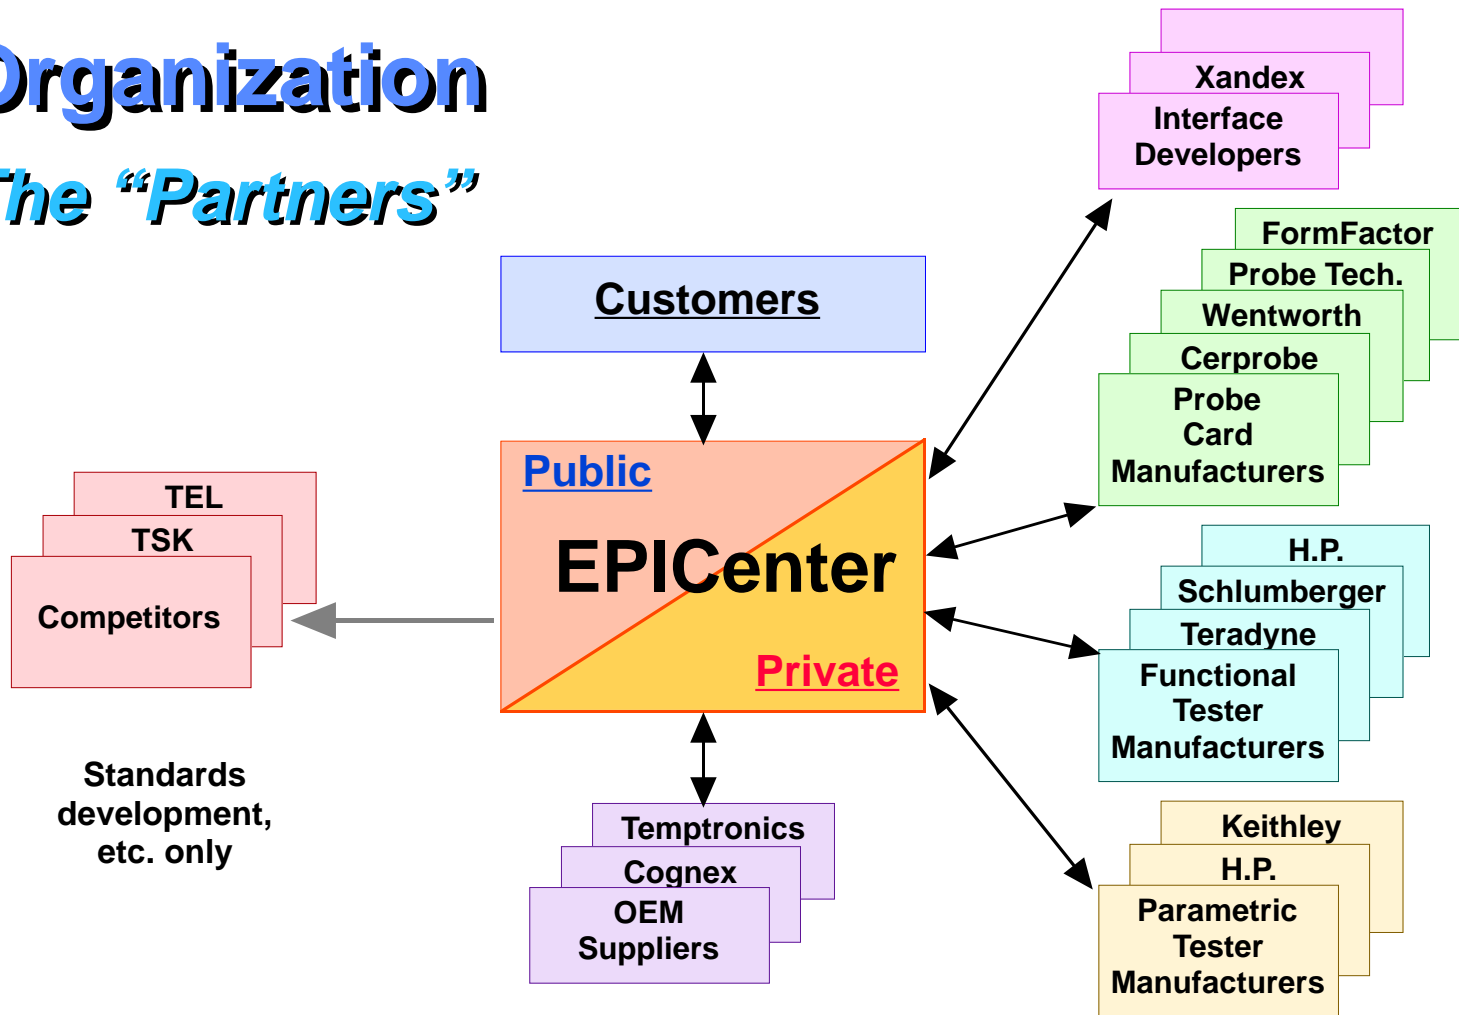 Organization
The “Partners”
Xandex
Interface
Developers
FormFactor
Probe Tech.
Wentworth
Cerprobe
Probe
Card
Manufacturers
Customers
Public
EPICenter
Private
TEL
TSK
Competitors
Standards
development,
etc. only
H.P.
Schlumberger
Teradyne
Functional
Tester
Manufacturers
Temptronics
Cognex
OEM
Suppliers
Keithley
H.P.
Parametric
Tester
Manufacturers